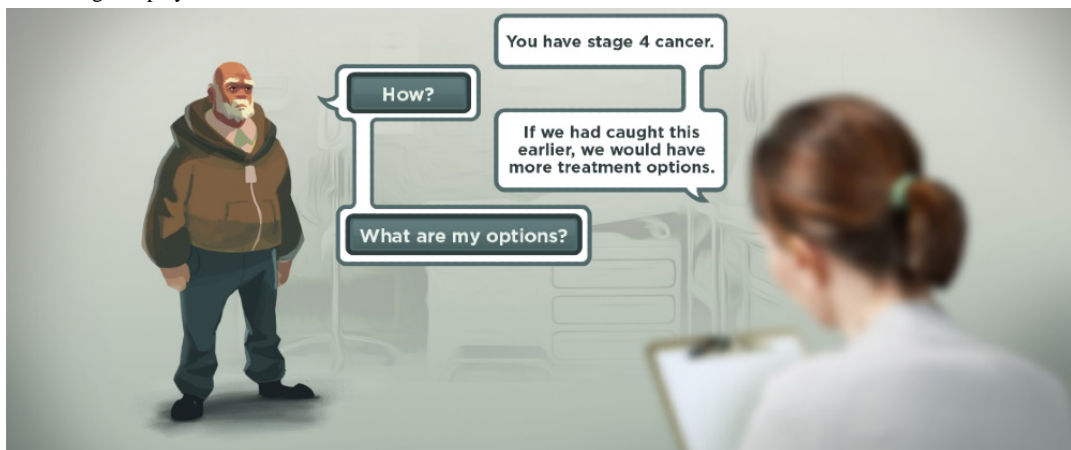 You have stage 4 cancer.
If we had caught this
earlier, we would have
more treatment options.
How?
What are my options?